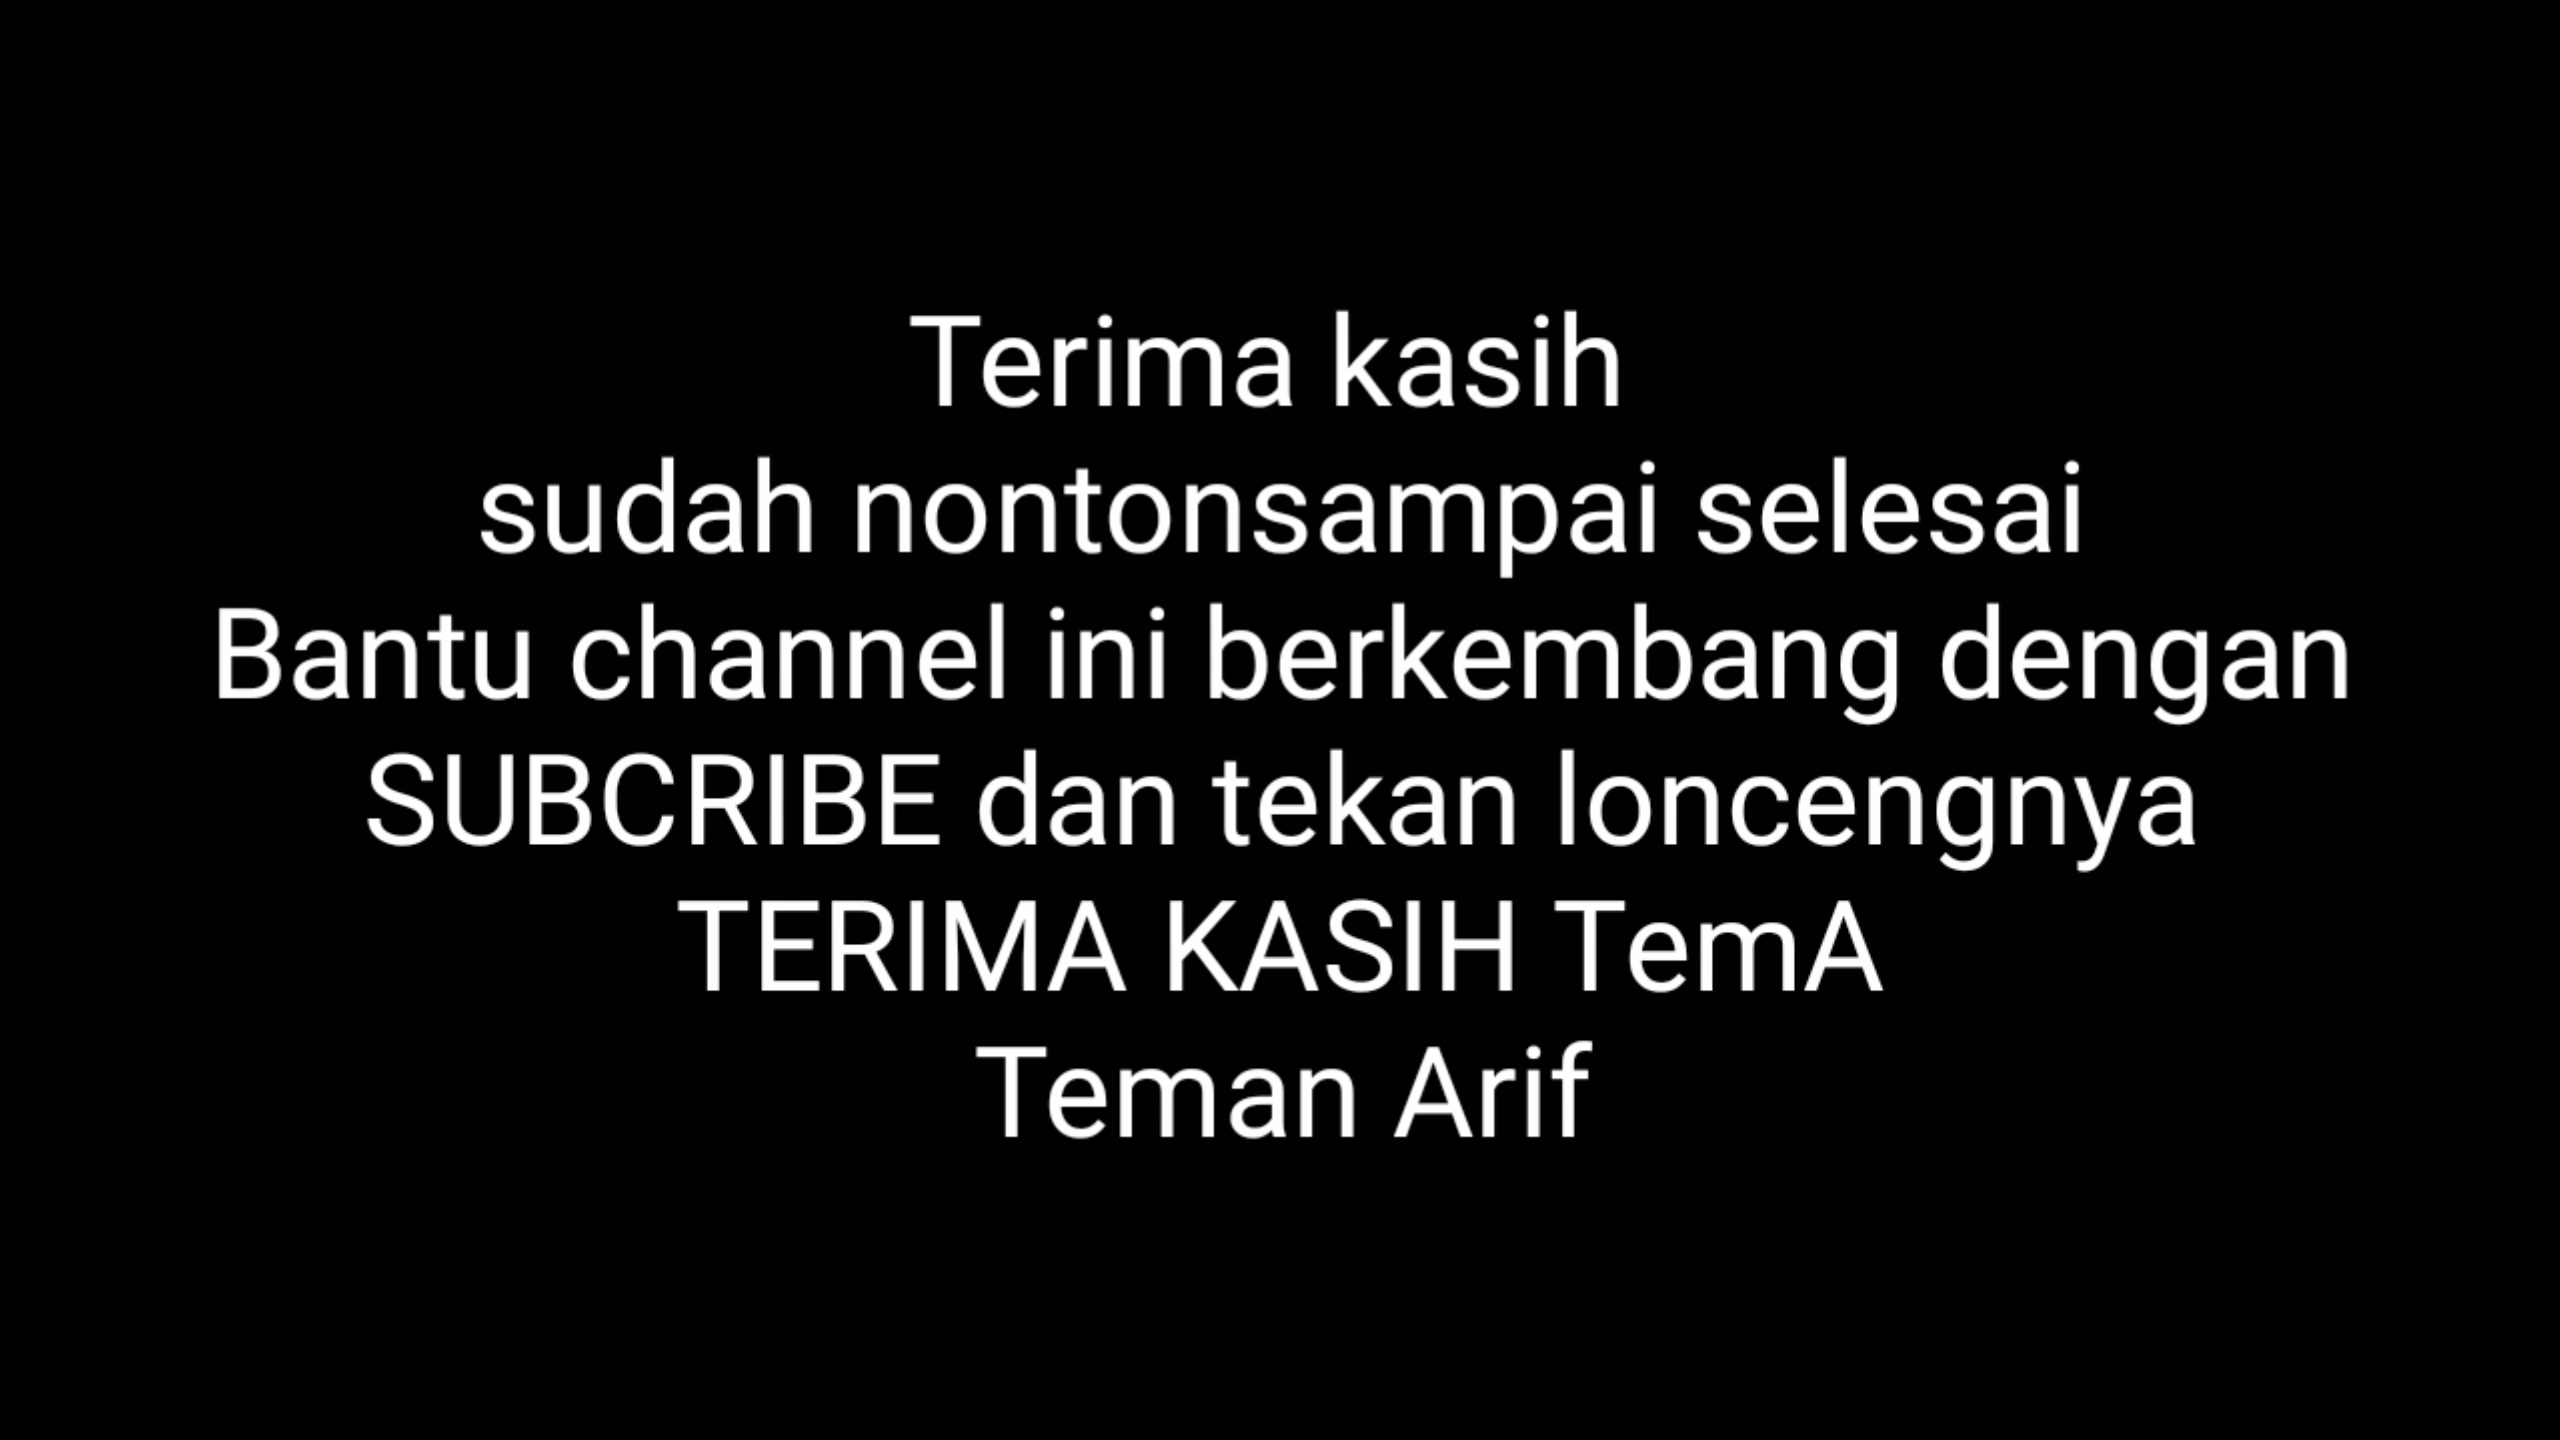 Terima kasih
sudah nontonsampai selesai
Bantu channel ini berkembang dengan
SUBCRIBE dan tekan loncengnya
TERIMA KASIH TemA
Teman Arif